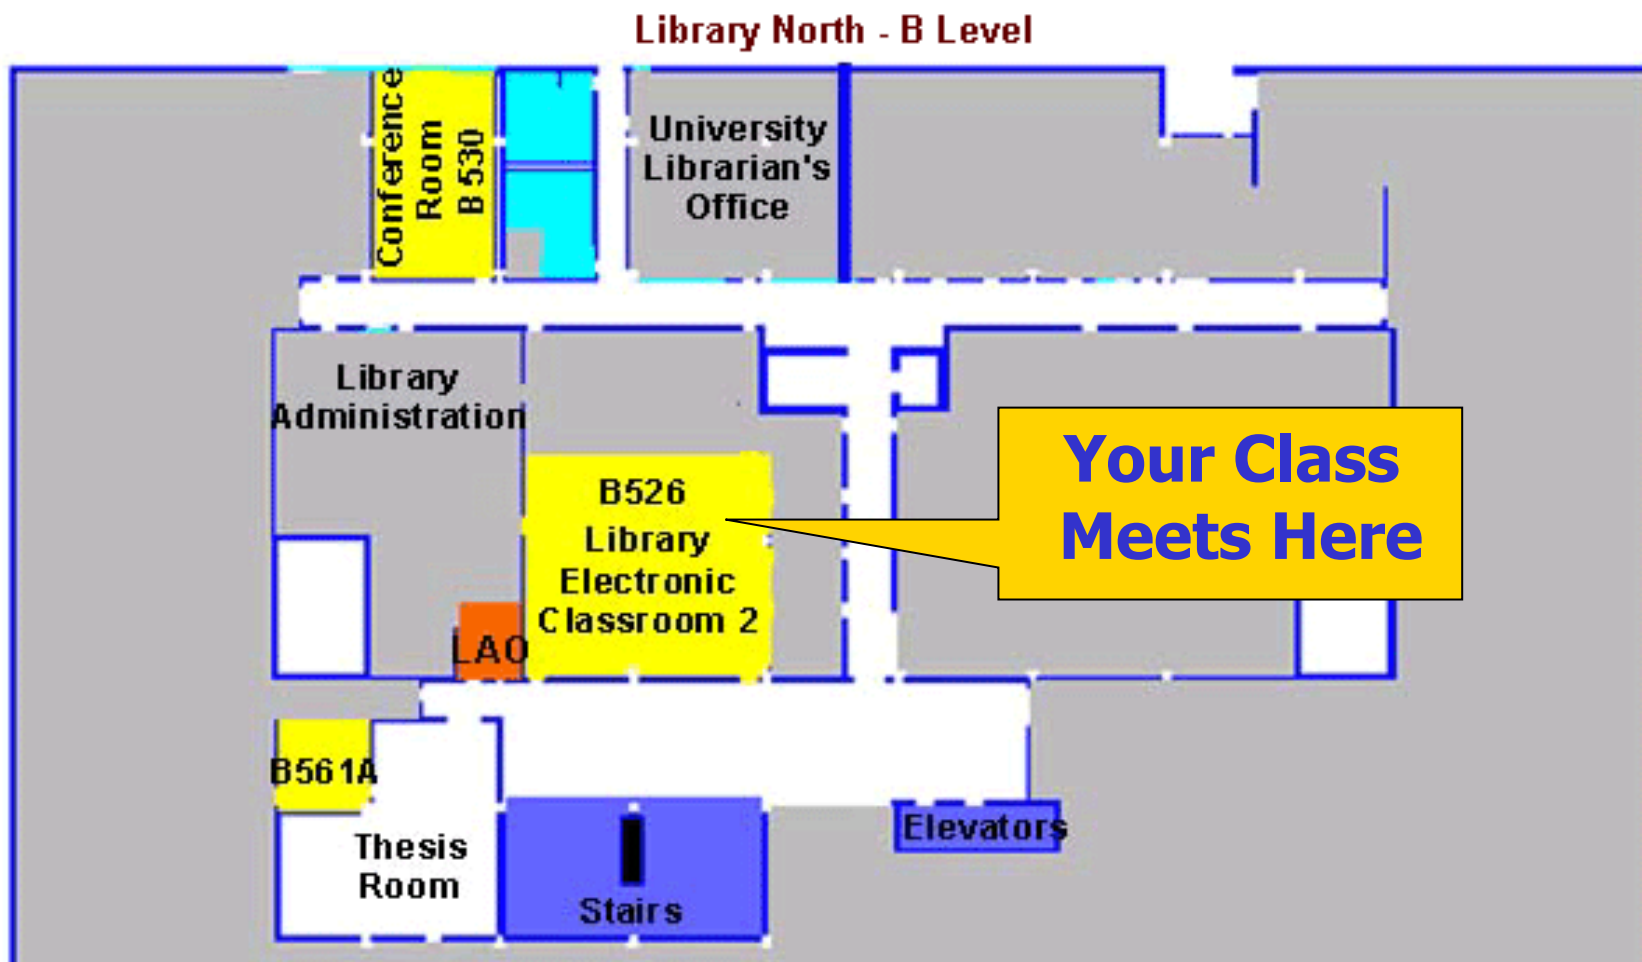 Library North - B Level
Conference
Room
B 530
University
Librarian's
Office
Library
Administration
B526
Library
Electronic
Classroom 2
Your Class
Meets Here
LAO
B561A
Thesis
Room
Stairs
Elevators